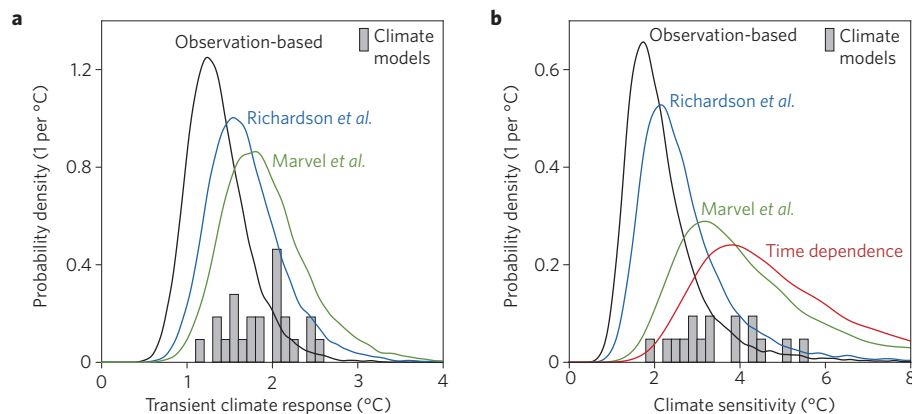 a
Observation-based
Climate
models
Richardson et al.
Marvel et al.
Probability density (1 per °C)
1.2
0.8
0.4
0
0
1
2
3
4
Transient climate response (°C)
b
Observation-based
Climate
models
Richardson et al.
Marvel et al.
Time dependence
Probability density (1 per °C)
0.6
0.4
0.2
0
0
2
4
6
8
Climate sensitivity (°C)